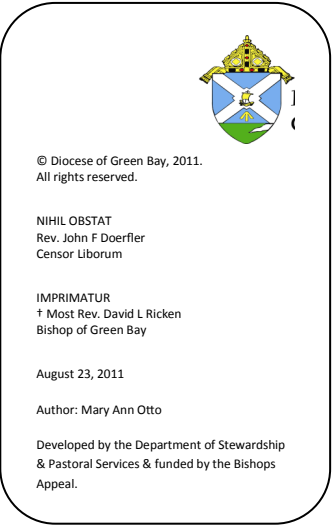 © Diocese of Green Bay, 2011.
All rights reserved.
NIHIL OBSTAT
Rev. John F Doerfler
Censor Liborum
IMPRIMATUR
† Most Rev. David L Ricken
Bishop of Green Bay
August 23, 2011
Author: Mary Ann Otto
Developed by the Department of Stewardship
& Pastoral Services & funded by the Bishops
Appeal.